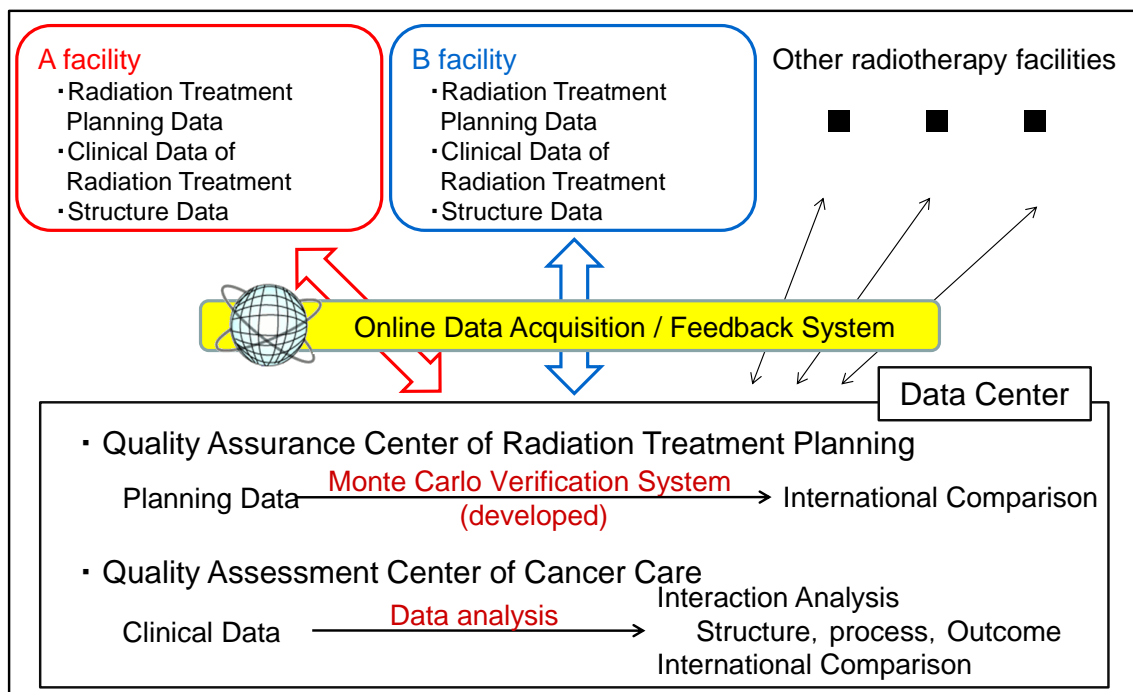 A facility
・Radiation Treatment
Planning Data
・Clinical Data of
Radiation Treatment
・Structure Data
B facility
・Radiation Treatment
Planning Data
・Clinical Data of
Radiation Treatment
・Structure Data
Other radiotherapy facilities
Online Data Acquisition / Feedback System
Data Center
・Quality Assurance Center of Radiation Treatment Planning
Planning Data
Monte Carlo Verification System
(developed)
International Comparison
・Quality Assessment Center of Cancer Care
Clinical Data
Data analysis
Interaction Analysis
Structure, process, Outcome
International Comparison